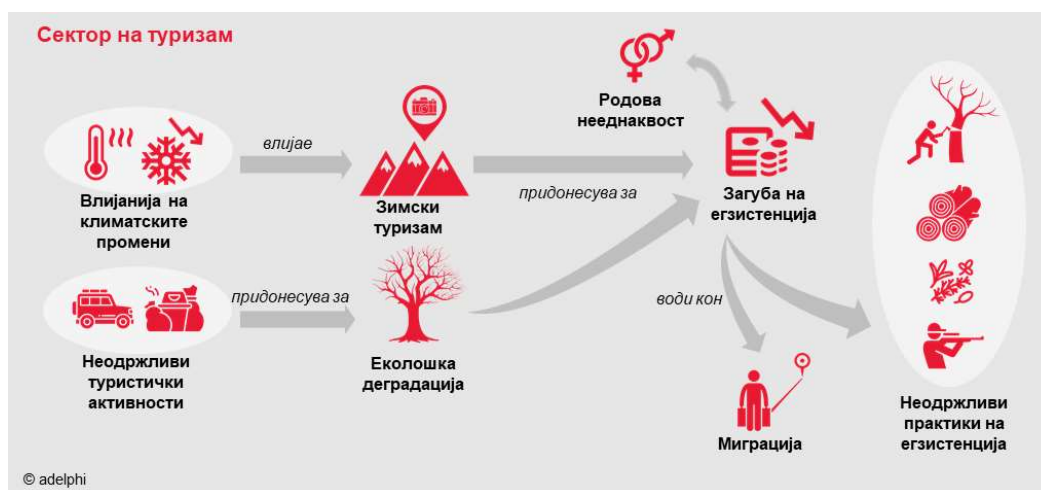 Сектор на туризам
Родова
нееднаквост
влијае
придонесува за
Влијанија на
климатските
промени
Зимски
туризам
Загуба на
егзистенција
придонесува за
води кон
Неодржливи
туристички
активности
Еколошка
деградација
Миграција
Неодржливи
практики на
егзистенција
© adelphi